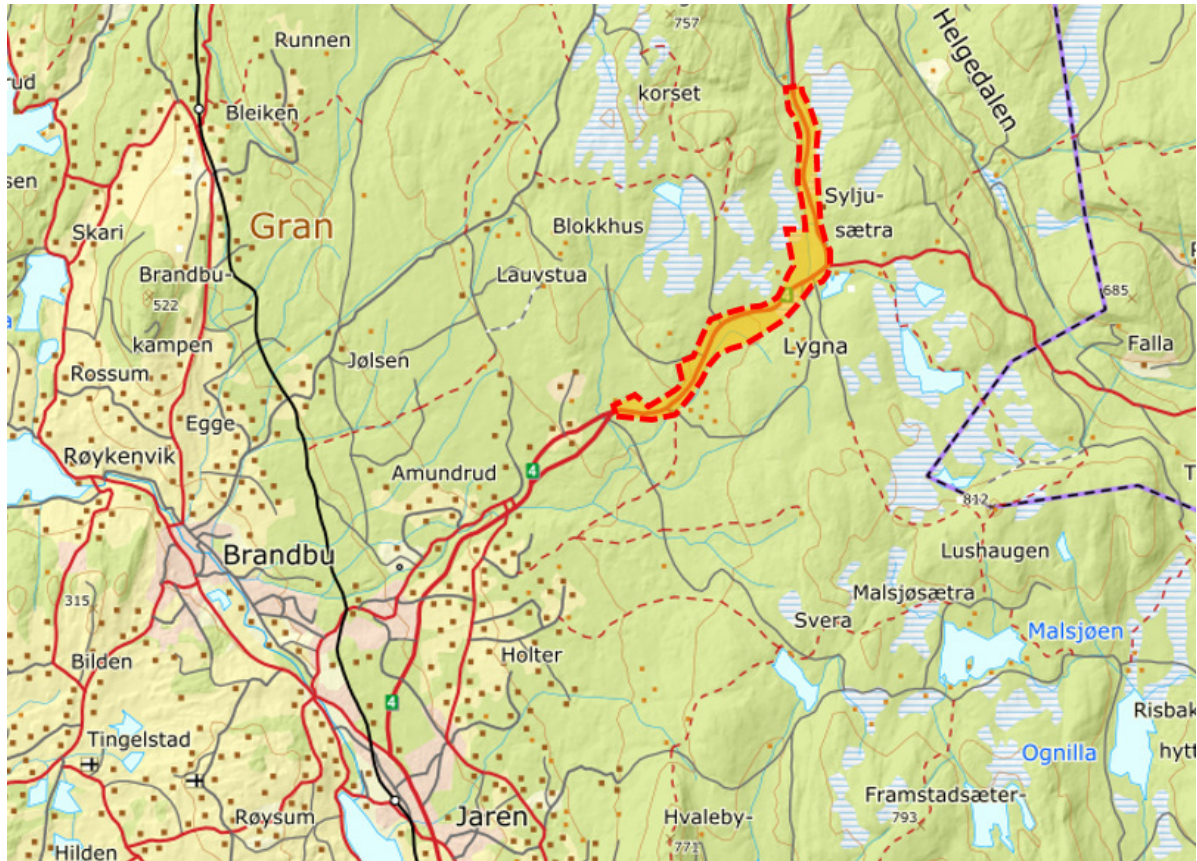 757
Runnen
rud
korset
Helgedalen
Bleiken
sen
Sylju-
Gran
Blokkhus
Skari
sætra
Lauvstua
Brandbu-
522
685
kampen
Lygna
Falla
Jølsen
Rossum
Egge
Røykenvik
4
Amundrud
812
Brandbu
Lushaugen
315
Malsjøsætra
Svera
Malsjøen
Holter
Bilden
4
Risbak
Tingelstad
Ognilla
hytt
Framstadsæter-
793
Røysum
Jaren
Hvaleby-
771
Hilden